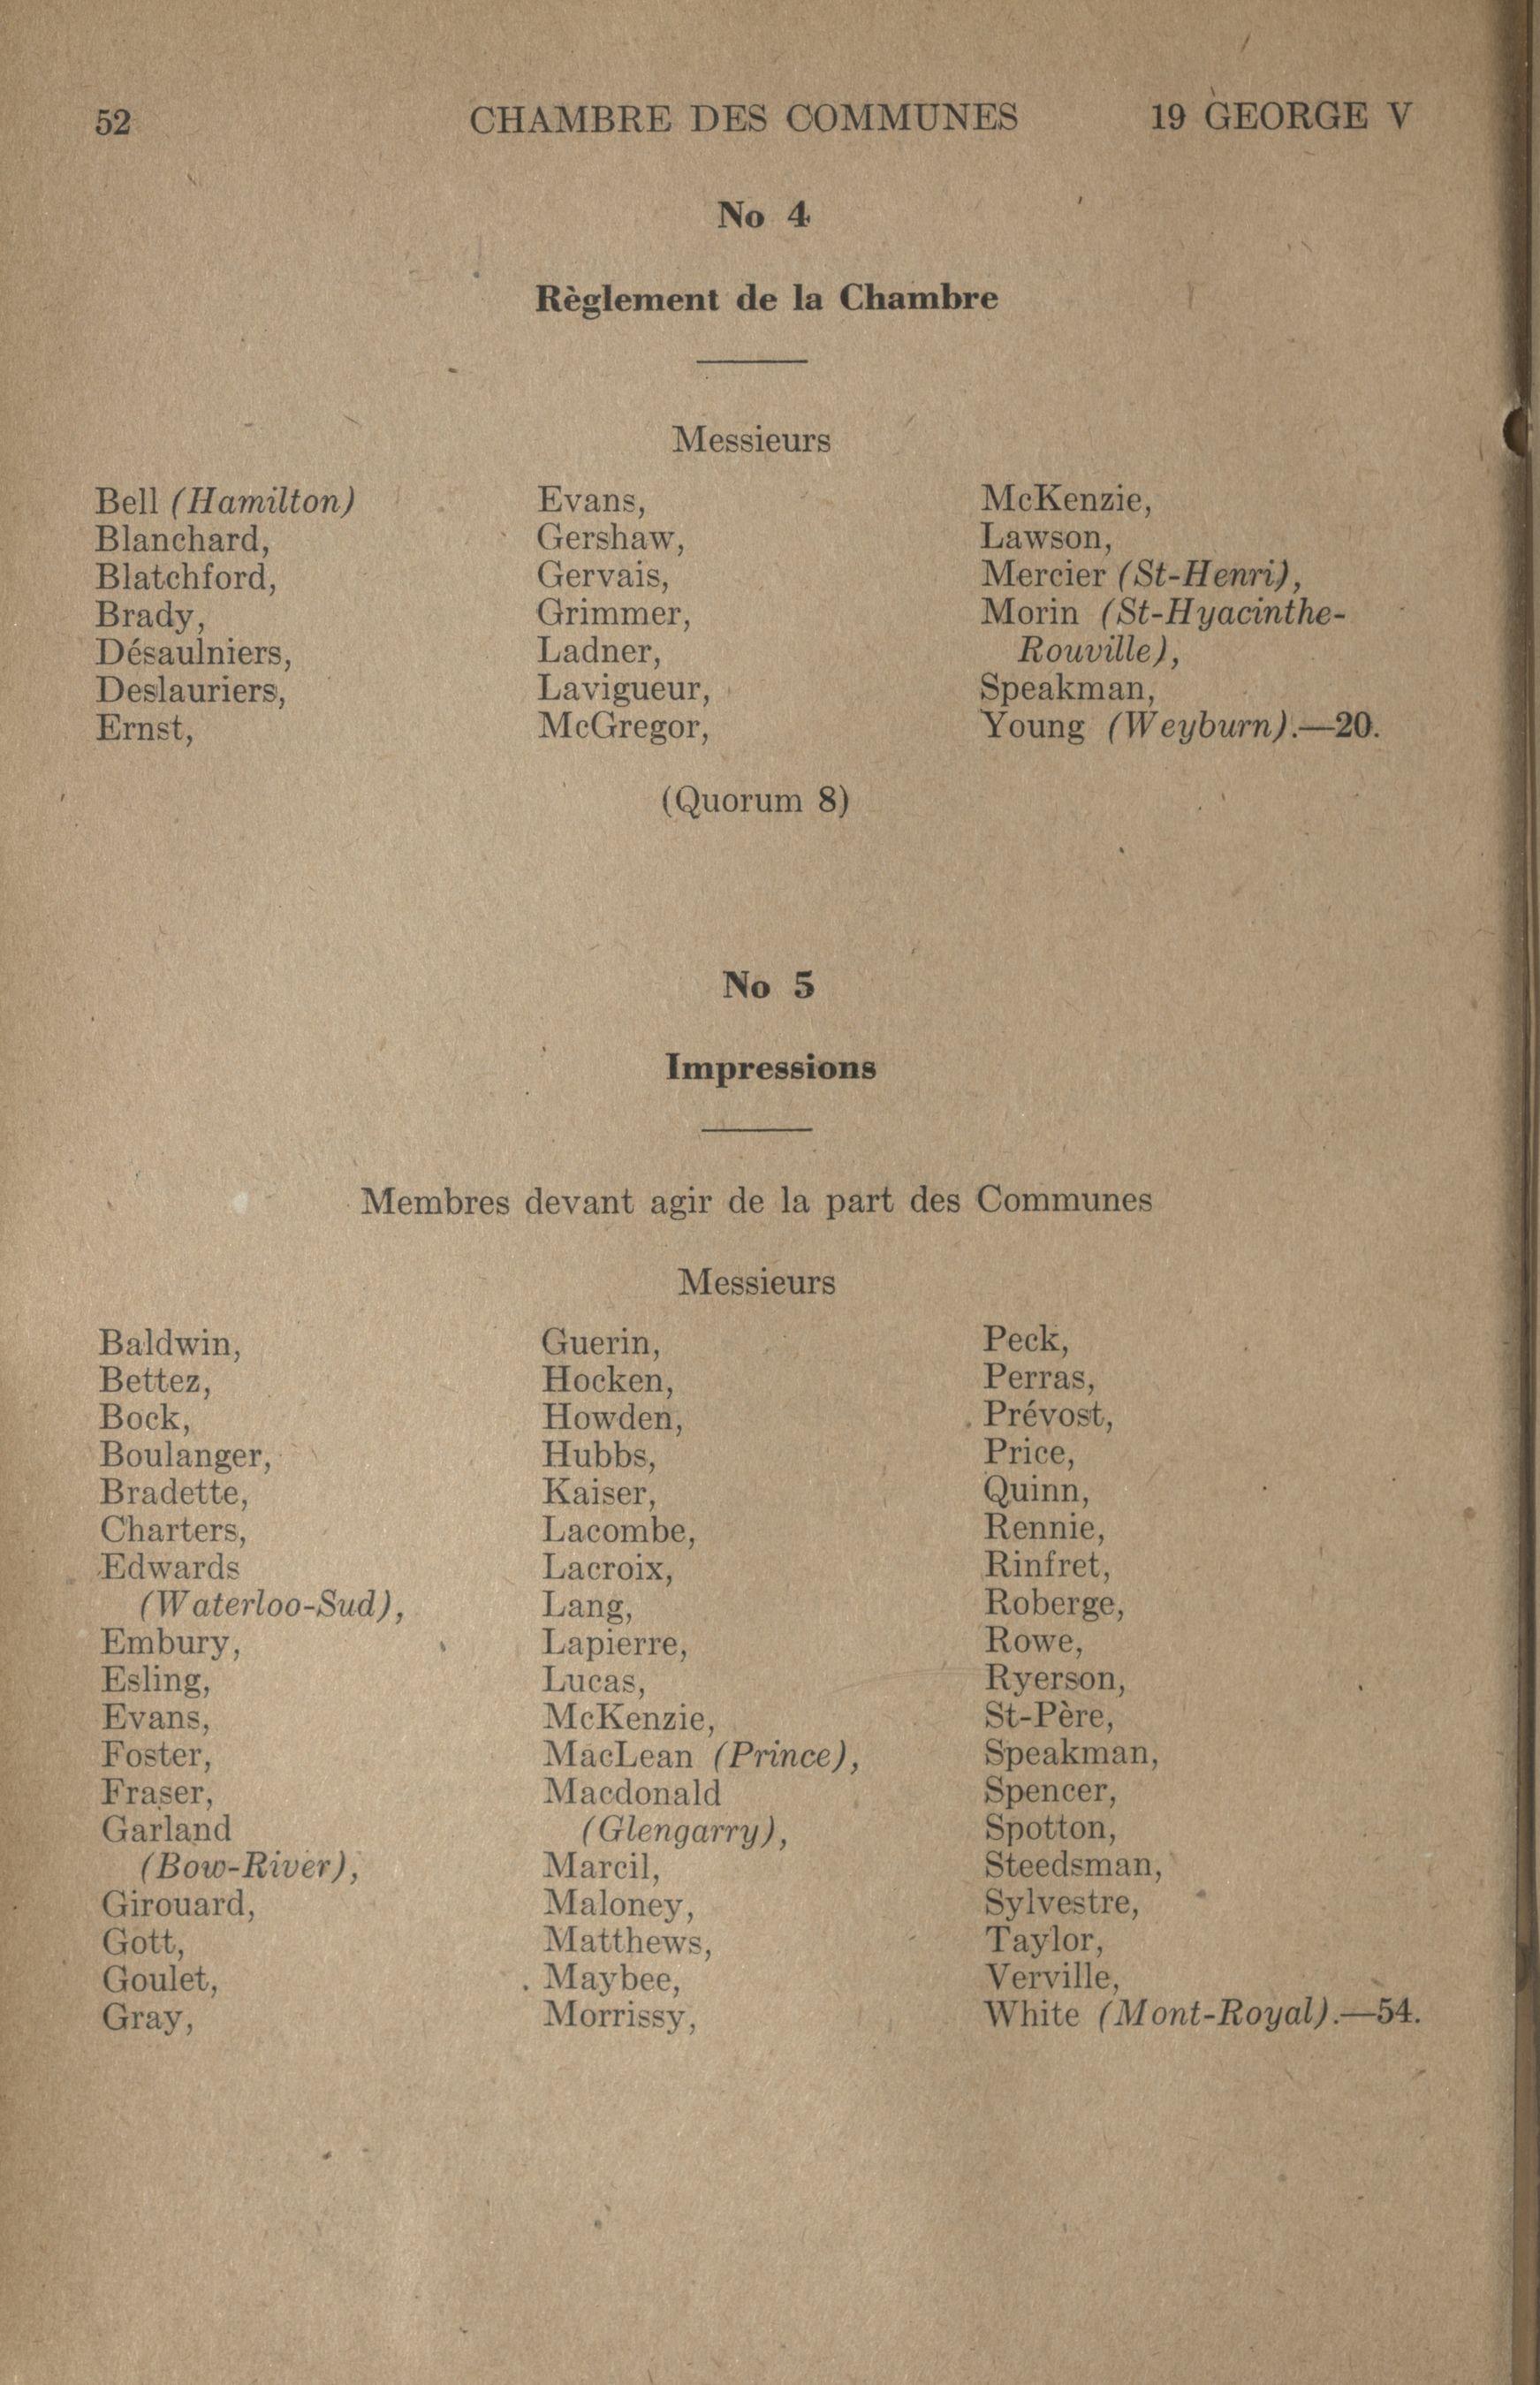 52 CHAMBRE DES COMMUNES 19 GEORGE V
No 4
Règlement de la Chambre
Messieurs
Bell (Hamilton)
Blanchard,
Blatchford,
Brady,
Désaulniers,
Deslauriers,
Ernst,
Evans,
Gershaw,
Gervais,
Grimmer,
Ladner,
Lavigueur,
McGregor,
McKenzie,
Lawson,
Mercier (St-Henri),
Morin (St-Hyacinthe-
Rouville),
Speakman,
Young (Weyburn).—20.
(Quorum 8)
No 5
Impressions
Membres devant agir de la part des Communes
Messieurs
Baldwin,
Bettez,
Bock,
Boulanger,
Bradette,
Charters,
Edwards
(Waterloo-Sud),
Embury,
Esling,
Evans,
Foster,
Fraser,
Garland
(Bow-River),
Girouard,
Gott,
Goulet,
Gray,
Guerin,
Hocken,
Howden,
Hubbs,
Kaiser,
Lacombe,
Lacroix,
Lang,
Lapierre,
Lucas,
McKenzie,
MacLean (Prince),
Macdonald
(Glengarry),
Marcil,
Maloney,
Matthews,
Maybee,
Morrissy,
Peck,
Perras,
Prévost,
Price,
Quinn,
Rennie,
Rinfret,
Roberge,
Rowe,
Ryerson,
St-Père,
Speakman,
Spencer,
Spotton,
Steedsman,
Sylvestre,
Taylor,
Verville,
White (Mont-Royal).—54.